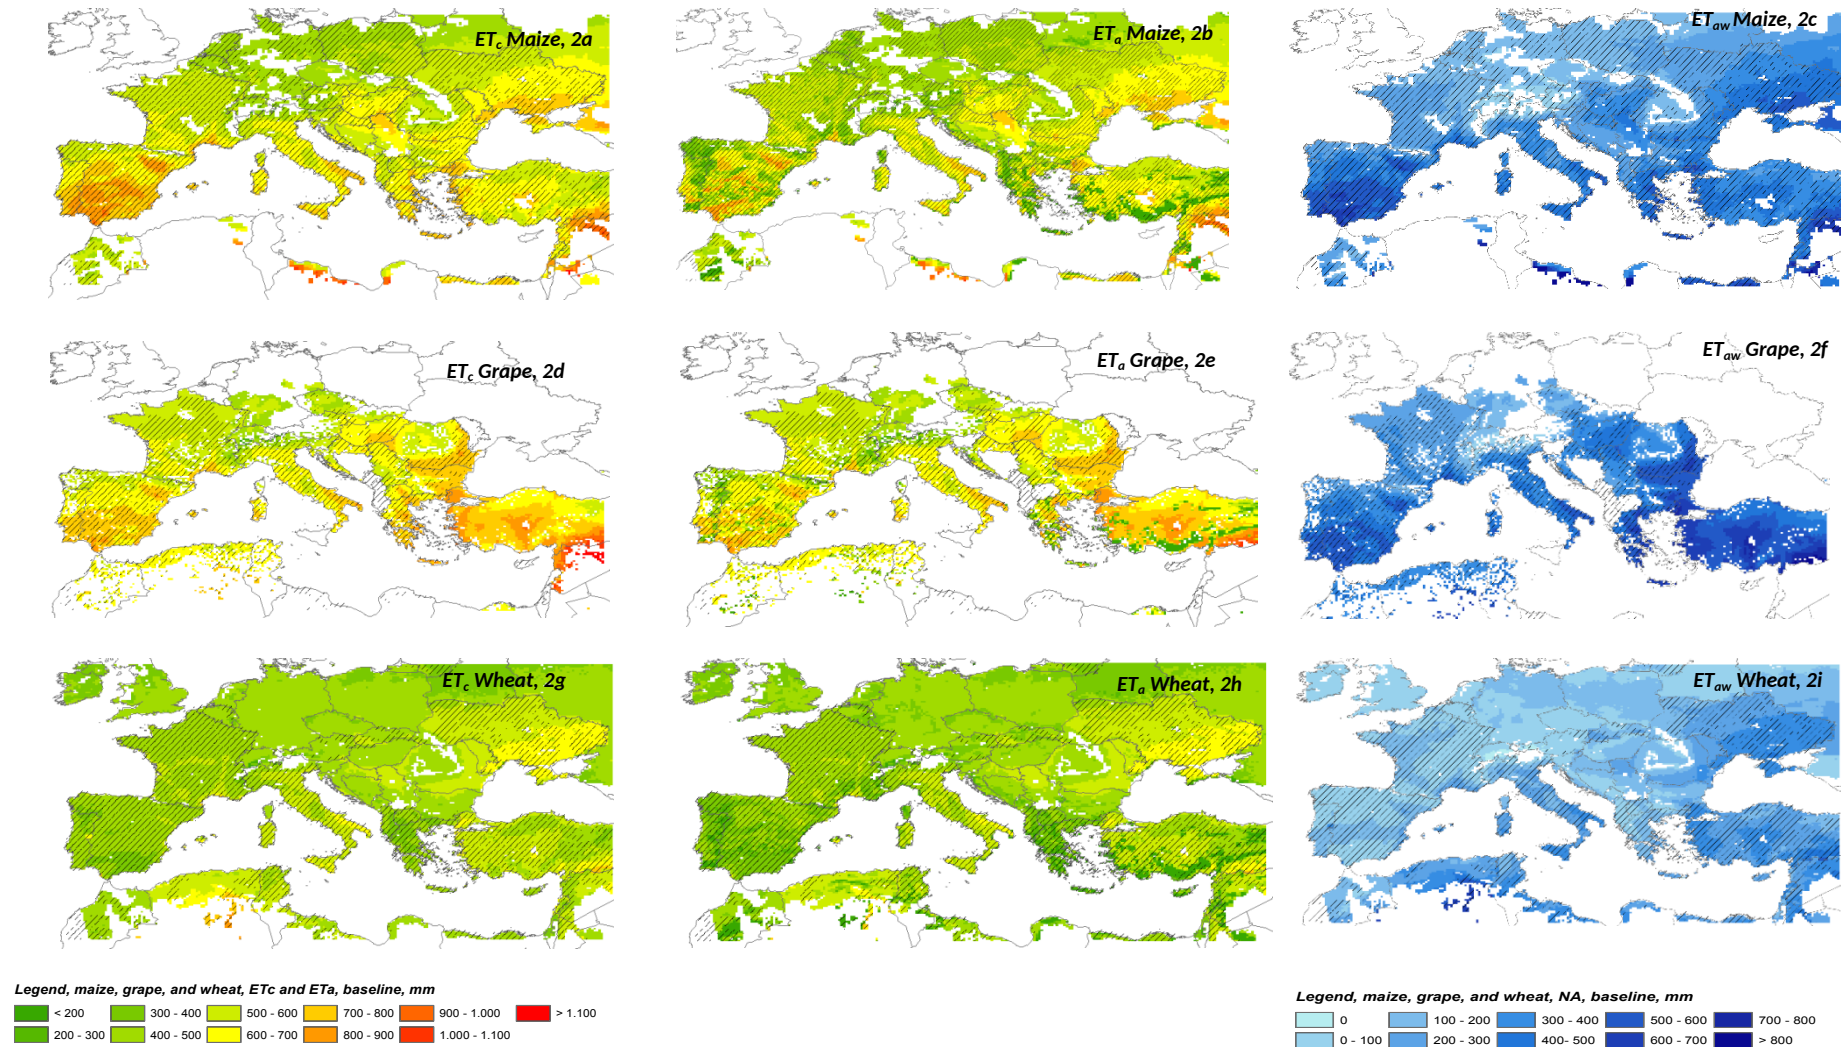 ETc Maize, 2a
ETa Maize, 2b
ETaw Maize, 2c
ETc Grape, 2d
ETa Grape, 2e
ETaw Grape, 2f
ETc Wheat, 2g
ETa Wheat, 2h
ETaw Wheat, 2i
Legend, maize, grape, and wheat, ETc and ETa, baseline, mm
< 200 300 - 400 500 - 600 700 - 800 900 - 1.000 > 1.100
200 - 300 400 - 500 600 - 700 800 - 900 1.000 - 1.100
Legend, maize, grape, and wheat, NA, baseline, mm
0 100 - 200 300 - 400 500 - 600 700 - 800
0 - 100 200 - 300 400- 500 600 - 700 > 800